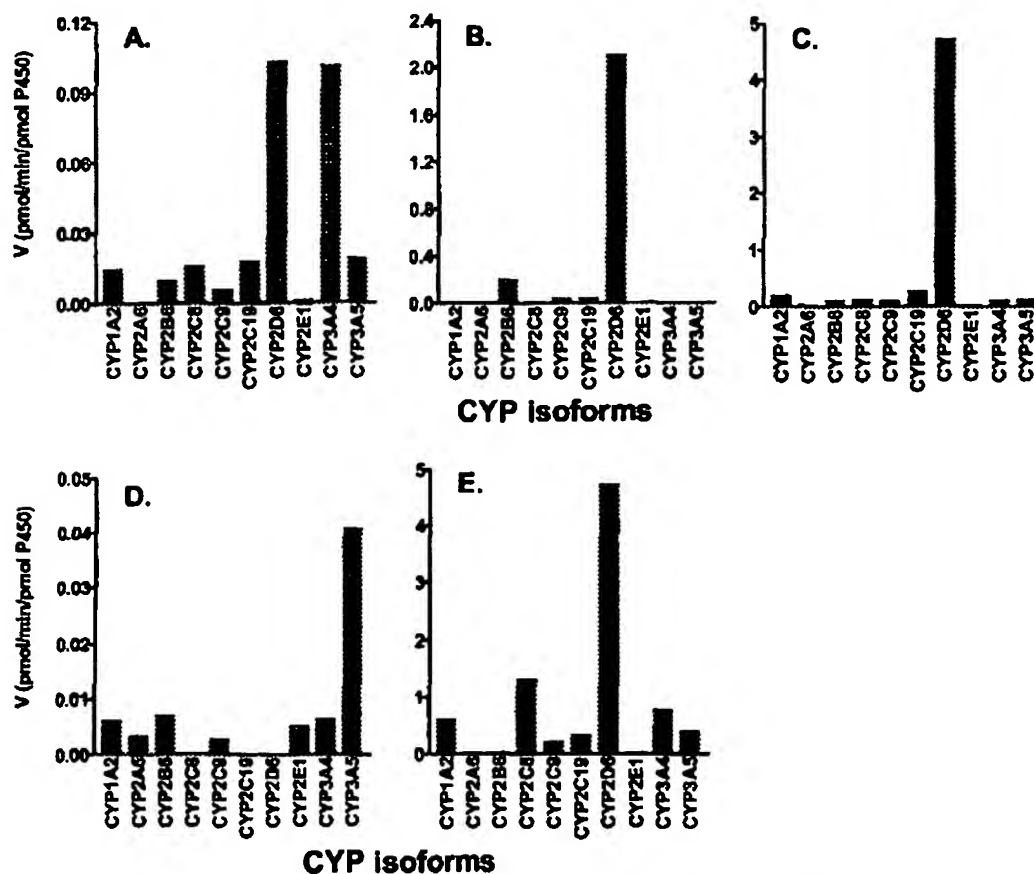 A.
V (pmol/min/pmol P450)
0.12
0.09
0.06
0.03
0.00
CYP1A2
CYP2A6
CYP2B6
CYP2C8
CYP2C9
CYP2C19
CYP2D6
CYP2E1
CYP3A4
CYP3A5
B.
2.4
2.0
1.6
1.2
0.8
0.4
0.0
CYP1A2
CYP2A6
CYP2B6
CYP2C8
CYP2C9
CYP2C19
CYP2D6
CYP2E1
CYP3A4
CYP3A5
C.
5
4
3
2
1
0
CYP1A2
CYP2A6
CYP2B6
CYP2C8
CYP2C9
CYP2C19
CYP2D6
CYP2E1
CYP3A4
CYP3A5
CYP isoforms
D.
V (pmol/min/pmol P450)
0.05
0.04
0.03
0.02
0.01
0.00
CYP1A2
CYP2A6
CYP2B6
CYP2C8
CYP2C9
CYP2C19
CYP2D6
CYP2E1
CYP3A4
CYP3A5
E.
5
4
3
2
1
0
CYP1A2
CYP2A6
CYP2B6
CYP2C8
CYP2C9
CYP2C19
CYP2D6
CYP2E1
CYP3A4
CYP3A5
CYP isoforms